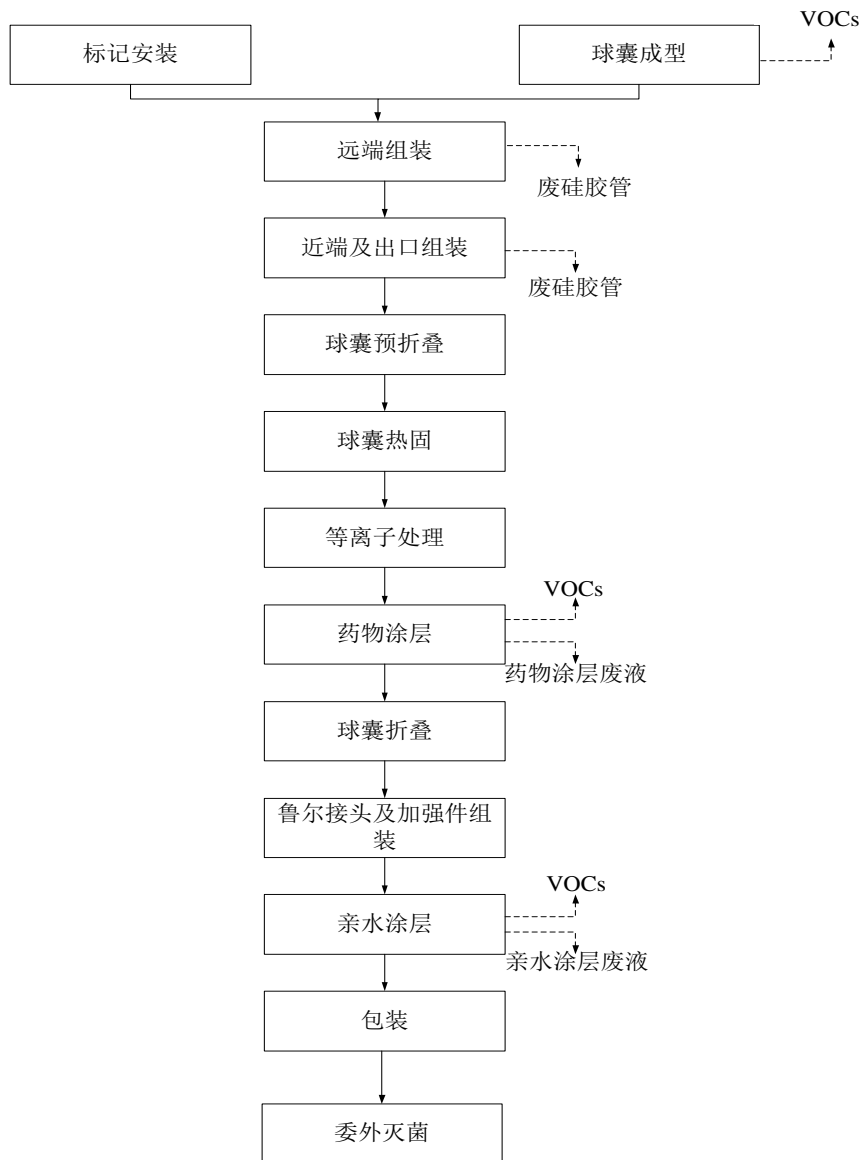 VOCs
标记安装
球囊成型
远端组装
废硅胶管
近端及出口组装
废硅胶管
球囊预折叠
球囊热固
等离子处理
VOCs
药物涂层
药物涂层废液
球囊折叠
鲁尔接头及加强件组
装
VOCs
亲水涂层
亲水涂层废液
包装
委外灭菌